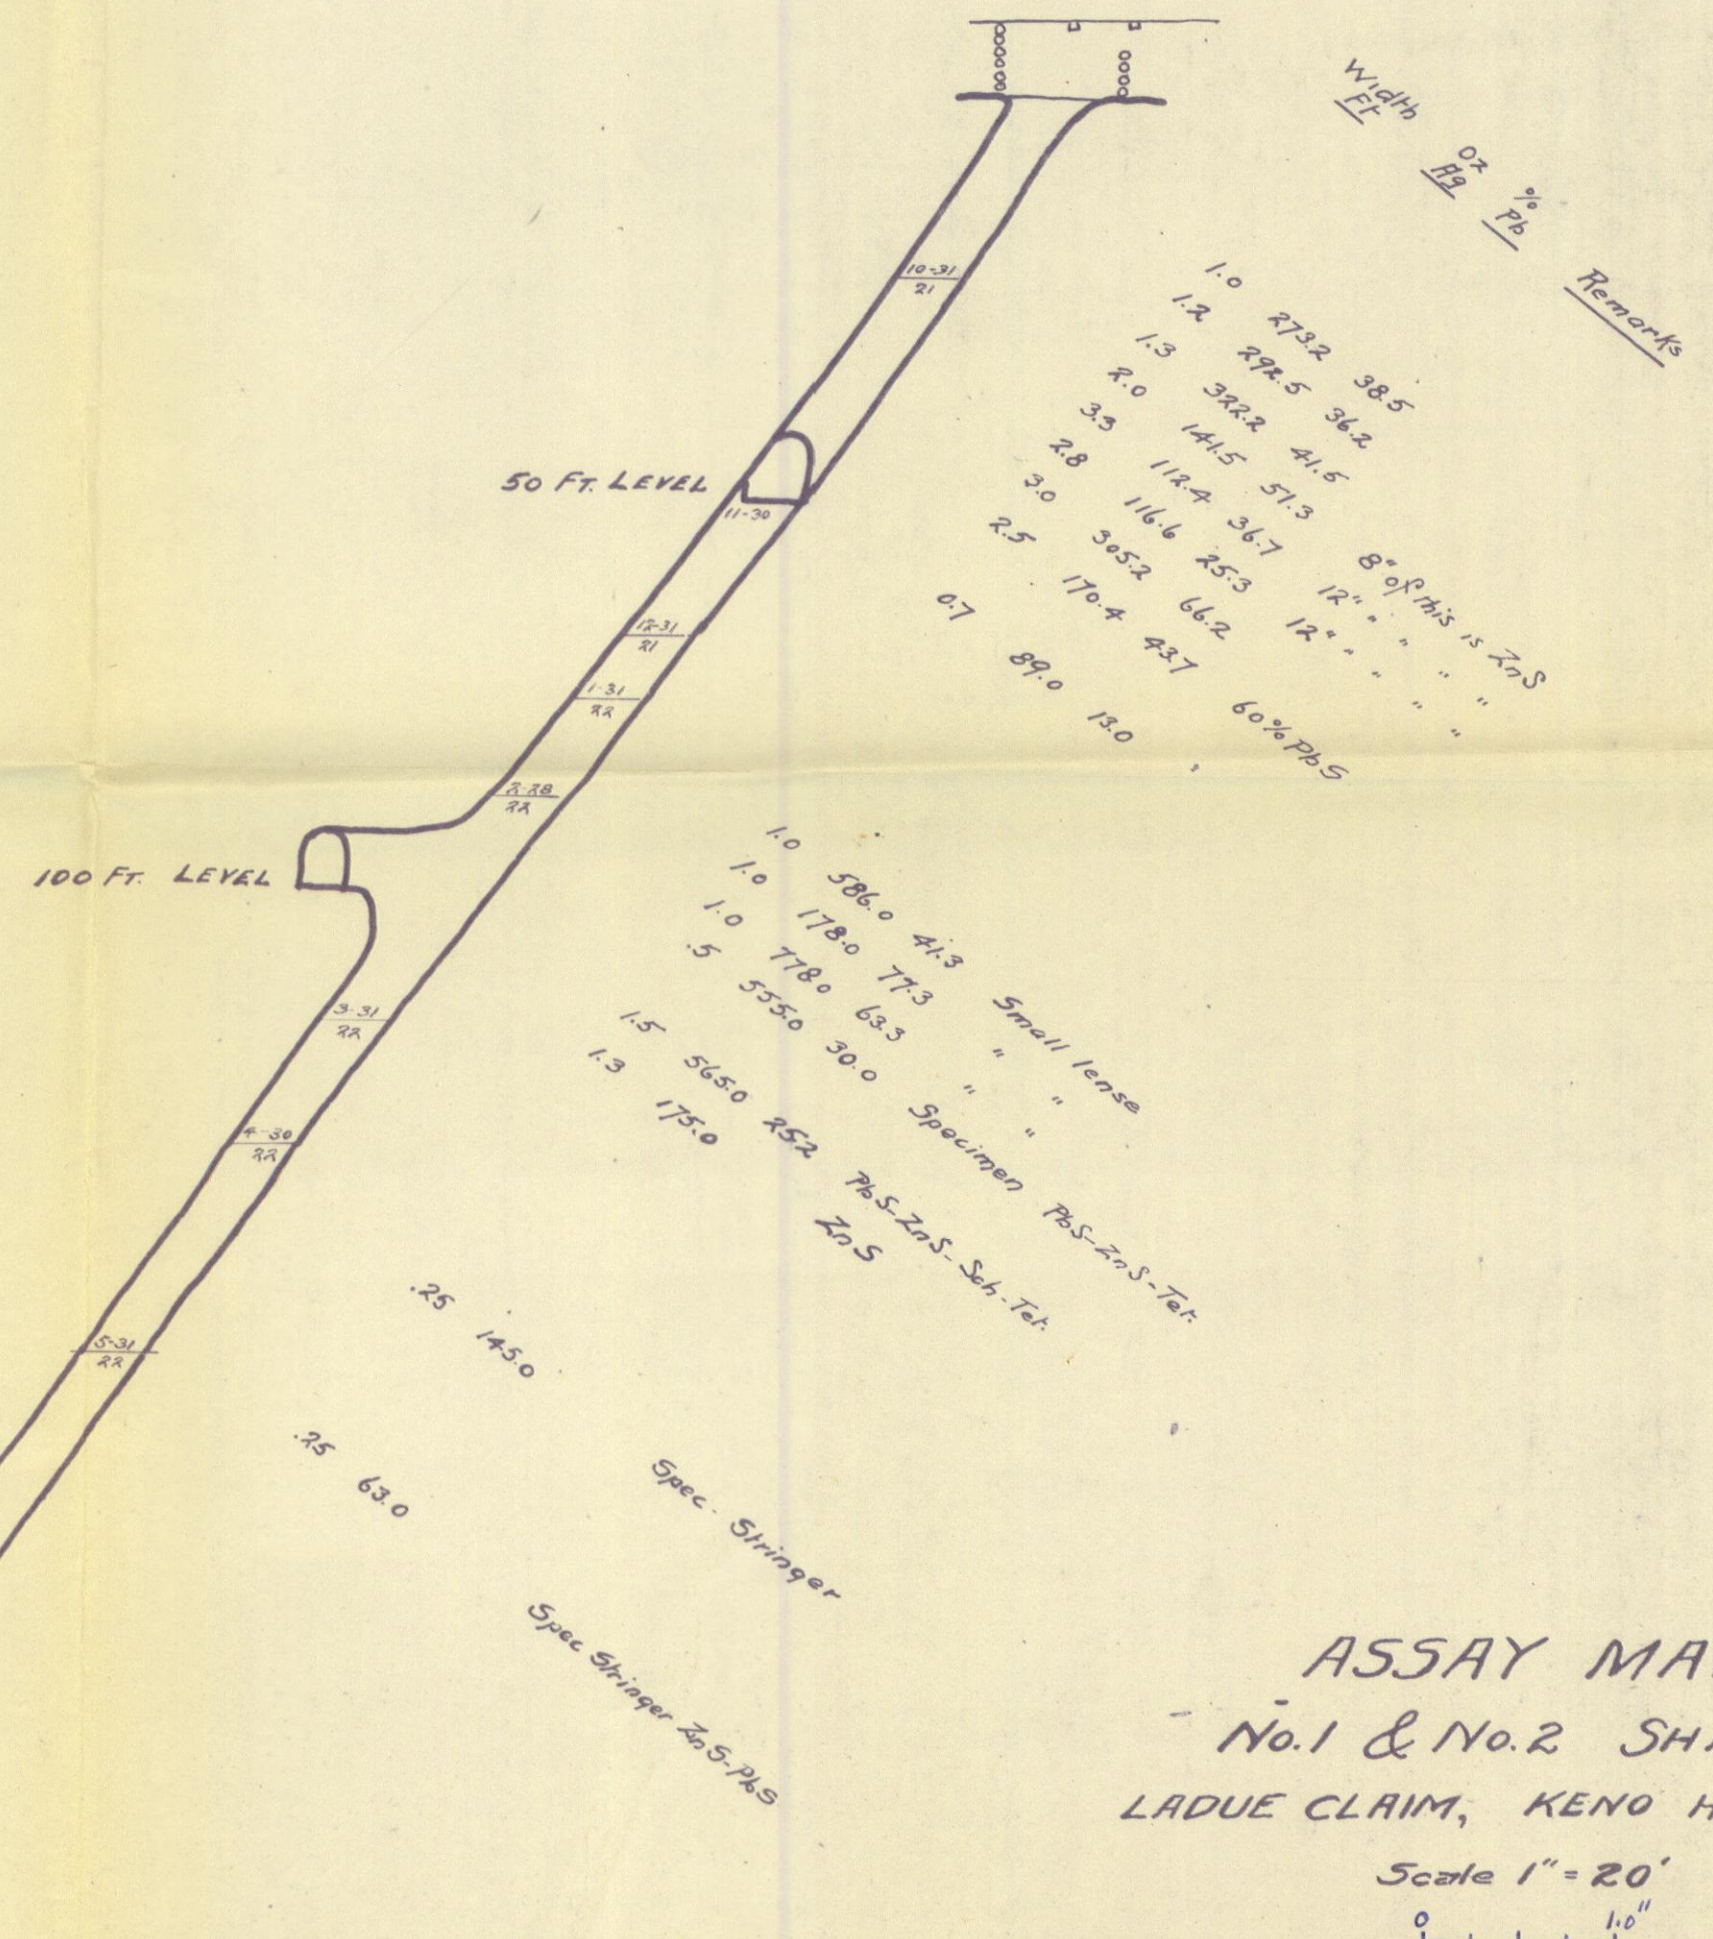 Width Ft
Oz Ag
% Pb
Remarks
1.0 273.2 38.5
1.2 292.5 36.2
1.3 322.2 41.5
2.0 141.5 51.3
3.3 112.4 36.7 8" of this is ZnS
2.8 116.6 25.3 12" " " " "
3.0 305.2 66.2 12" " " " "
2.5 170.4 43.7
0.7 89.0 13.0 60% PbS
10-31
21
50 FT. LEVEL
11-30
12-31
21
1-31
22
2-28
22
100 FT. LEVEL
1.0 586.0 41.3 Small lense
1.0 178.0 77.3 " "
1.0 778.0 63.3 " "
.5 555.0 30.0 Specimen PbS-ZnS-Tet.
1.5 565.0 25.2 PbS-ZnS-Sch-Tet.
1.3 175.0 ZnS
3-31
22
4-30
22
.25 145.0 Spec. Stringer
5-31
22
.25 63.0 Spec Stringer ZnS-PbS
ASSAY MA
No.1 & No.2 SH
LADUE CLAIM, KENO H
Scale 1" = 20'
0 1.0"